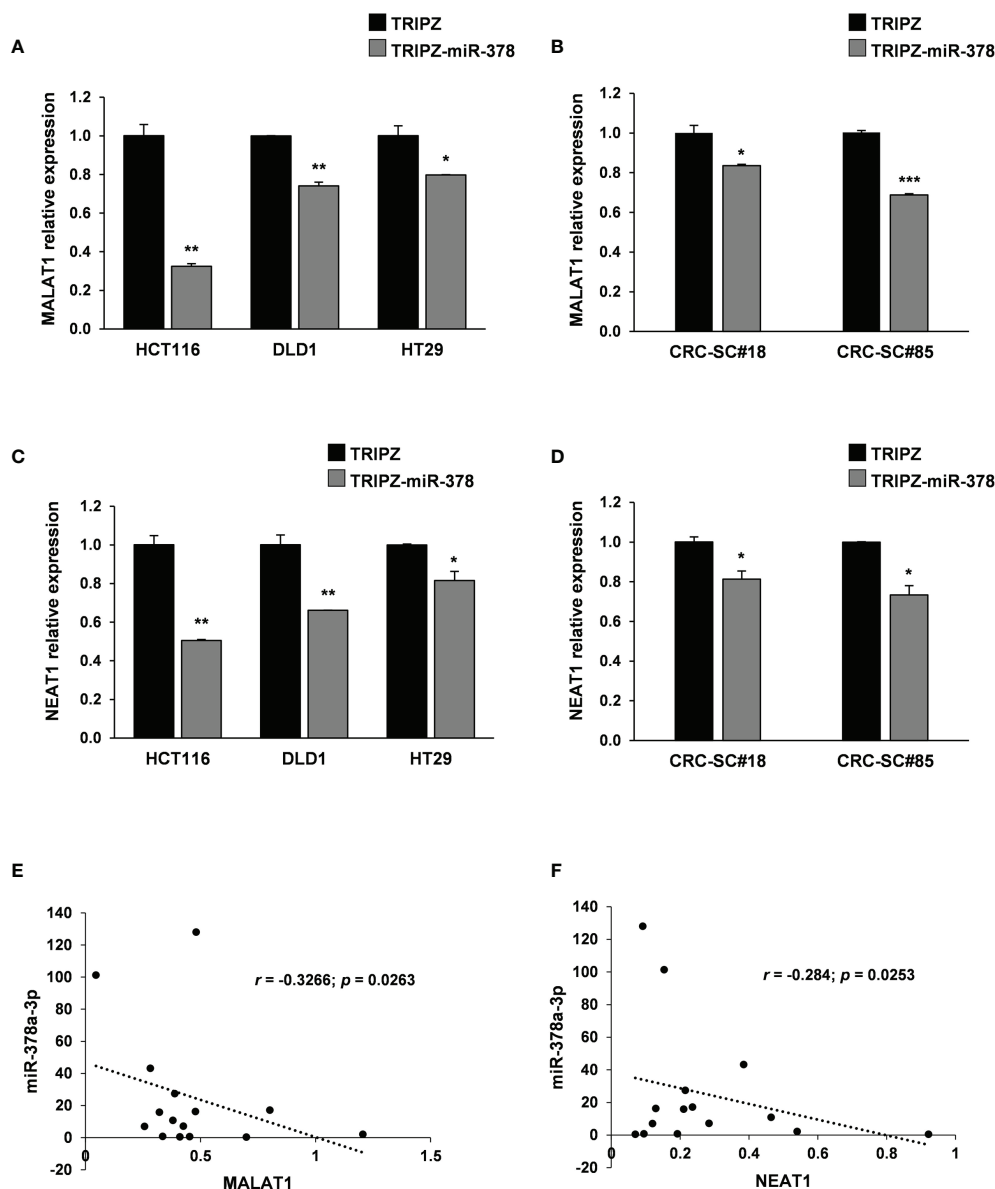 A
TRIPZ
TRIPZ-miR-378
MALAT1 relative expression
1.2
1.0
0.8
0.6
0.4
0.2
0.0
**
**
*
HCT116 DLD1 HT29
B
TRIPZ
TRIPZ-miR-378
MALAT1 relative expression
1.2
1.0
0.8
0.6
0.4
0.2
0.0
*
***
CRC-SC#18 CRC-SC#85
C
TRIPZ
TRIPZ-miR-378
NEAT1 relative expression
1.2
1.0
0.8
0.6
0.4
0.2
0.0
**
**
*
HCT116 DLD1 HT29
D
TRIPZ
TRIPZ-miR-378
NEAT1 relative expression
1.2
1.0
0.8
0.6
0.4
0.2
0.0
*
*
CRC-SC#18 CRC-SC#85
E
miR-378a-3p
140
120
100
80
60
40
20
0
-20
r = -0.3266; p = 0.0263
0 0.5 1 1.5
MALAT1
F
miR-378a-3p
140
120
100
80
60
40
20
0
-20
r = -0.284; p = 0.0253
0 0.2 0.4 0.6 0.8 1
NEAT1